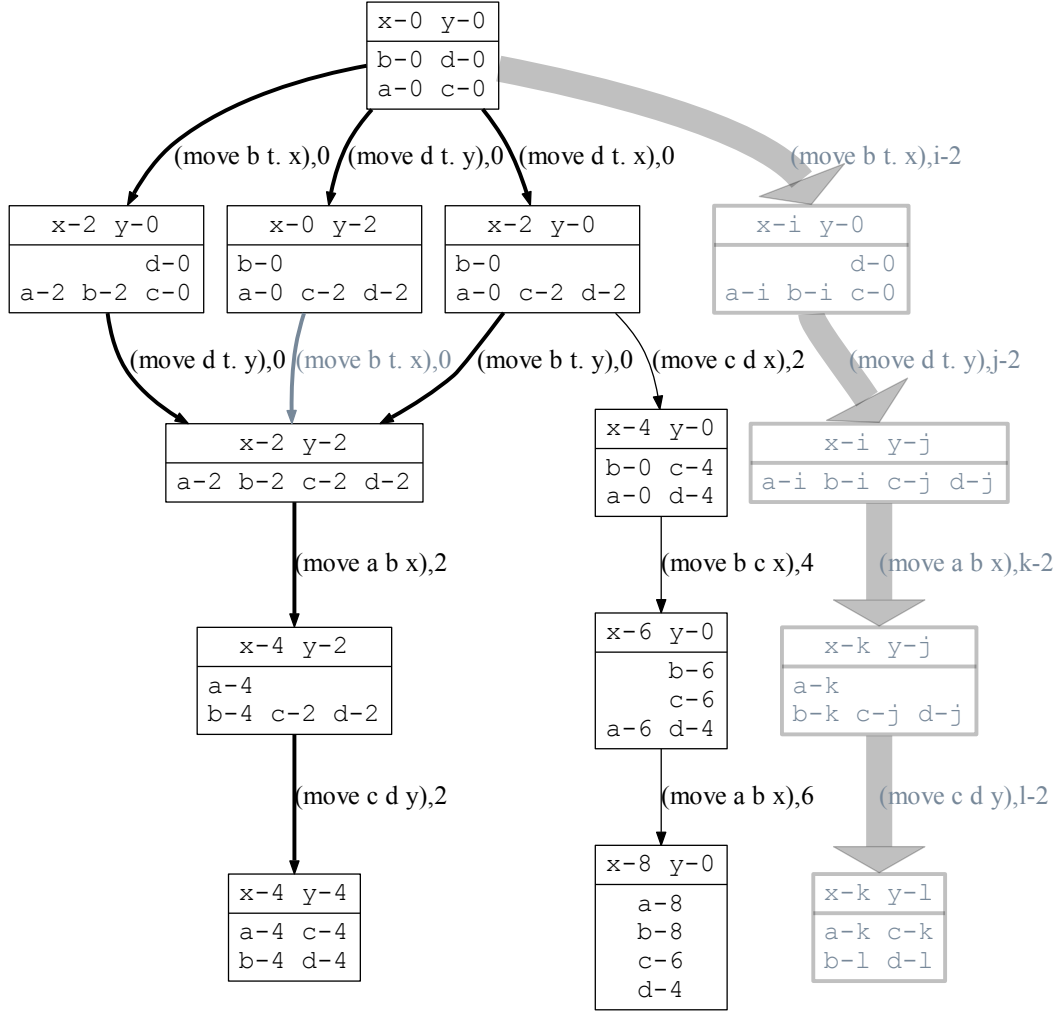 x-0 y-0
b-0 d-0
a-0 c-0
(move b t. x),0
(move d t. y),0
(move d t. x),0
(move b t. x),i-2
x-2 y-0
d-0
a-2 b-2 c-0
x-0 y-2
b-0
a-0 c-2 d-2
x-2 y-0
b-0
a-0 c-2 d-2
x-i y-0
d-0
a-i b-i c-0
(move d t. y),0
(move b t. x),0
(move b t. y),0
(move c d x),2
(move d t. y),j-2
x-2 y-2
a-2 b-2 c-2 d-2
x-4 y-0
b-0 c-4
a-0 d-4
x-i y-j
a-i b-i c-j d-j
(move a b x),2
(move b c x),4
(move a b x),k-2
x-4 y-2
a-4
b-4 c-2 d-2
x-6 y-0
b-6
c-6
a-6 d-4
x-k y-j
a-k
b-k c-j d-j
(move c d y),2
(move a b x),6
(move c d y),l-2
x-4 y-4
a-4 c-4
b-4 d-4
x-8 y-0
a-8
b-8
c-6
d-4
x-k y-l
a-k c-k
b-l d-l